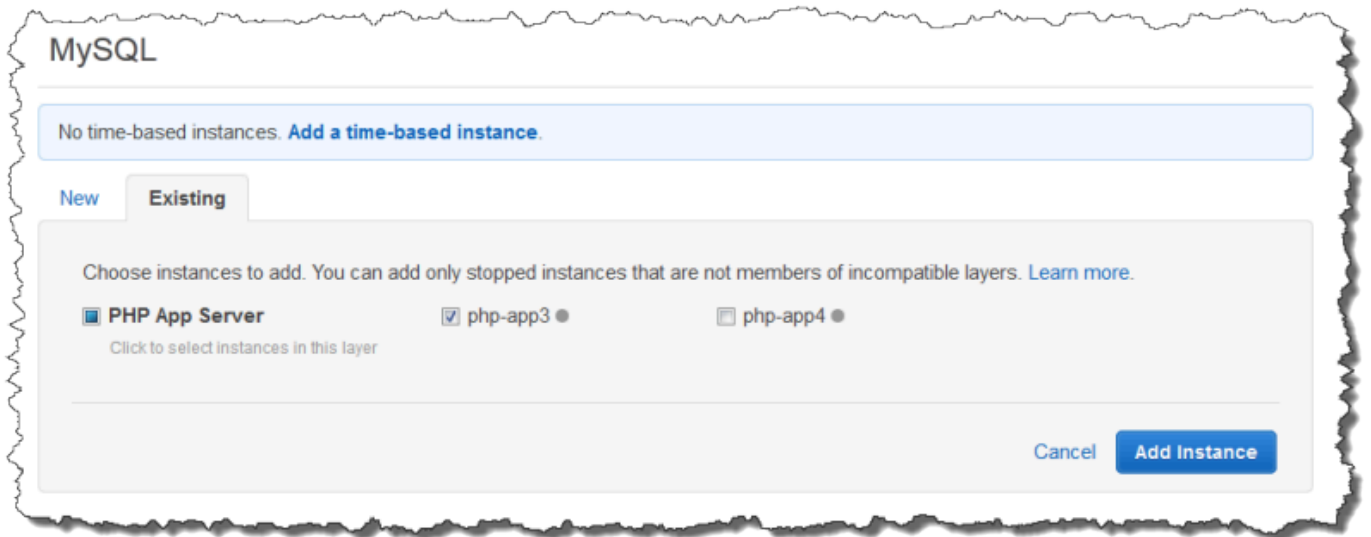 MySQL
No time-based instances. Add a time-based instance.
New Existing
Choose instances to add. You can add only stopped instances that are not members of incompatible layers. Learn more.
PHP App Server php-app3 php-app4
Click to select instances in this layer
Cancel Add Instance